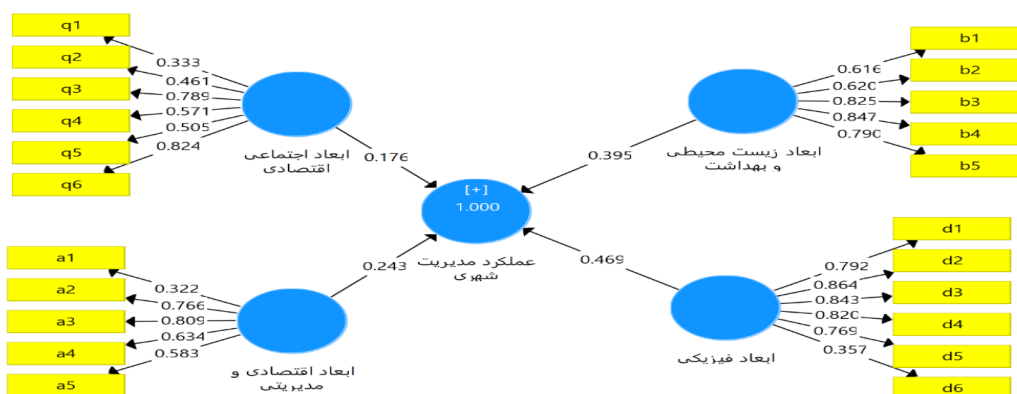 q1
q2
q3
q4
q5
q6
0.333
0.461
0.789
0.571
0.505
0.824
ابعاد اجتماعی
اقتصادی
0.176
b1
b2
b3
b4
b5
0.616
0.620
0.825
0.847
0.790
ابعاد زیست محیطی
و بهداشت
0.395
[+]
1.000
عملکرد مدیریت
شهری
a1
a2
a3
a4
a5
0.322
0.766
0.809
0.634
0.583
ابعاد اقتصادی و
مدیریتی
0.243
d1
d2
d3
d4
d5
d6
0.792
0.864
0.843
0.820
0.769
0.357
ابعاد فیزیکی
0.469